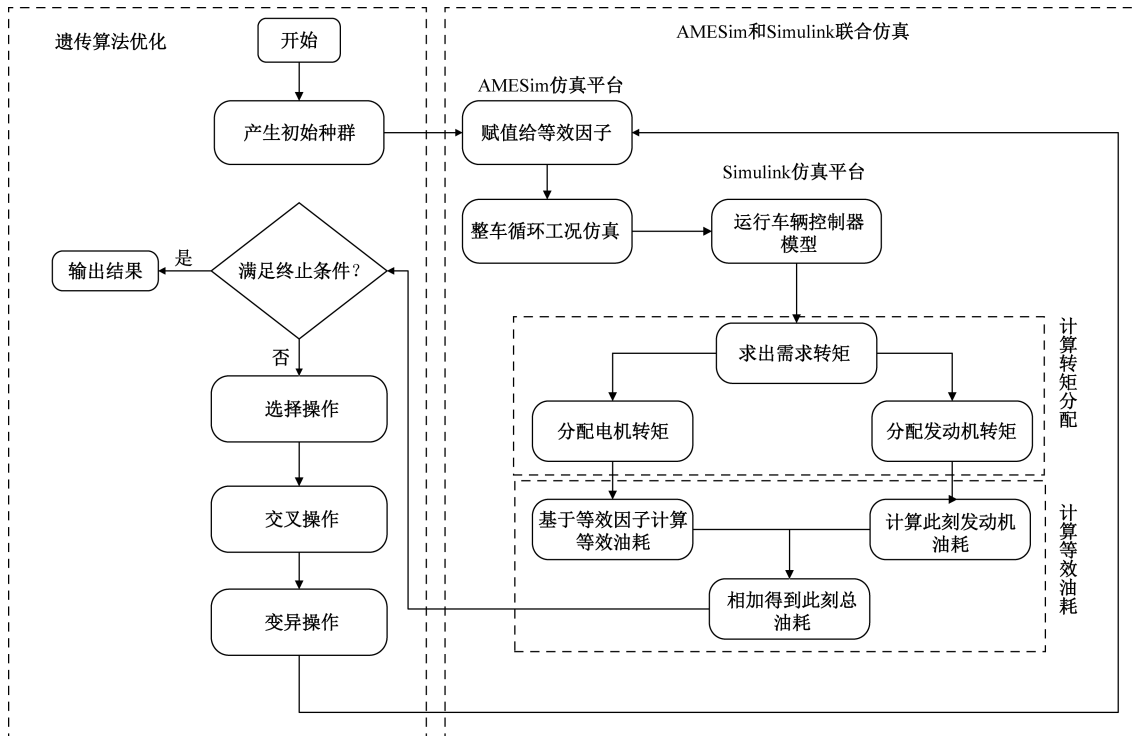 遗传算法优化
开始
产生初始种群
满足终止条件？
是
输出结果
否
选择操作
交叉操作
变异操作
AMESim和Simulink联合仿真
AMESim仿真平台
赋值给等效因子
整车循环工况仿真
Simulink仿真平台
运行车辆控制器
模型
计算转矩分配
求出需求转矩
分配电机转矩
分配发动机转矩
计算等效油耗
基于等效因子计算
等效油耗
计算此刻发动机
油耗
相加得到此刻总
油耗